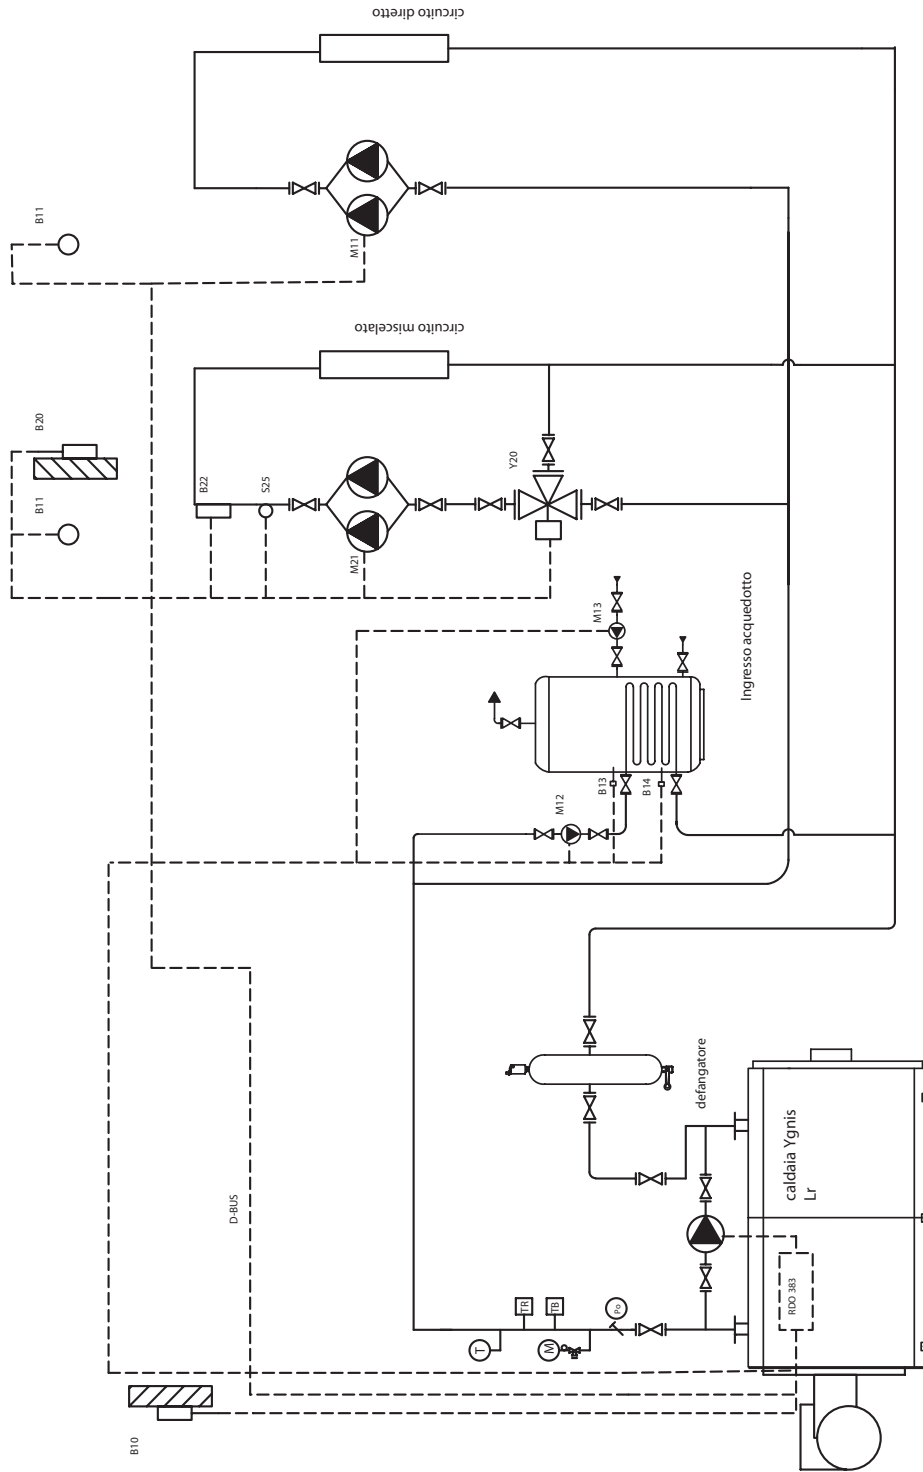 circuito diretto
B11
M11
circuito miscelato
B20
B11
B22
S25
M21
Y20
Ingresso acquedotto
M13
B13
B14
M12
defangatore
D-BUS
caldaia Ygnis
Lr
RDO 383
TR
TB
Po
T
M
B10